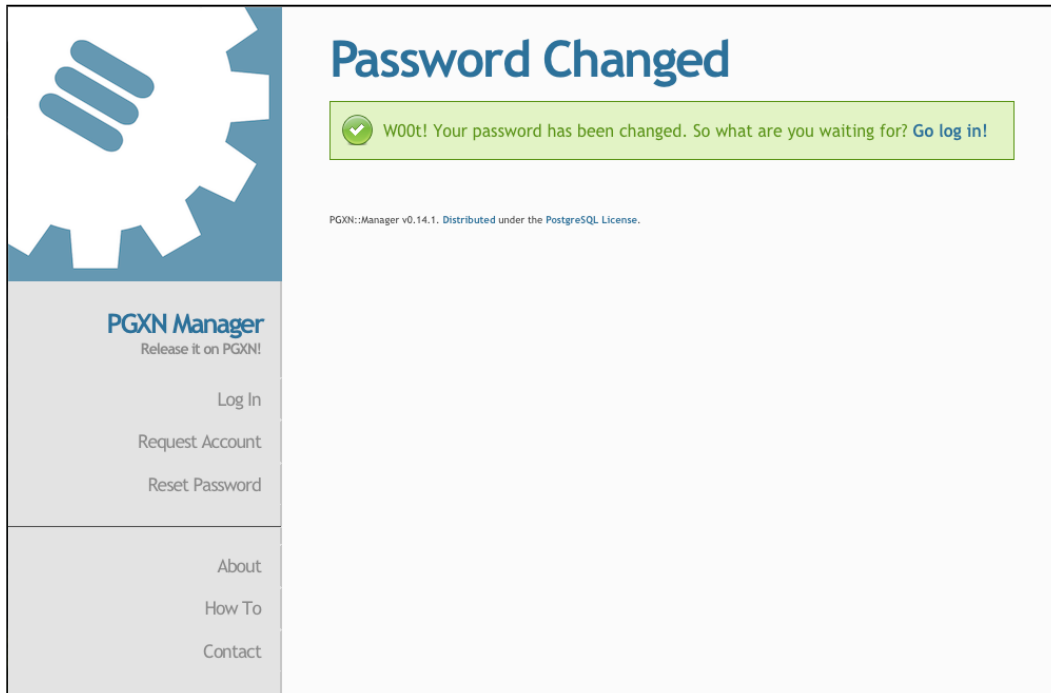 Password Changed
W00t! Your password has been changed. So what are you waiting for? Go log in!
PGXN::Manager v0.14.1. Distributed under the PostgreSQL License.
PGXN Manager
Release it on PGXN!
Log In
Request Account
Reset Password
About
How To
Contact